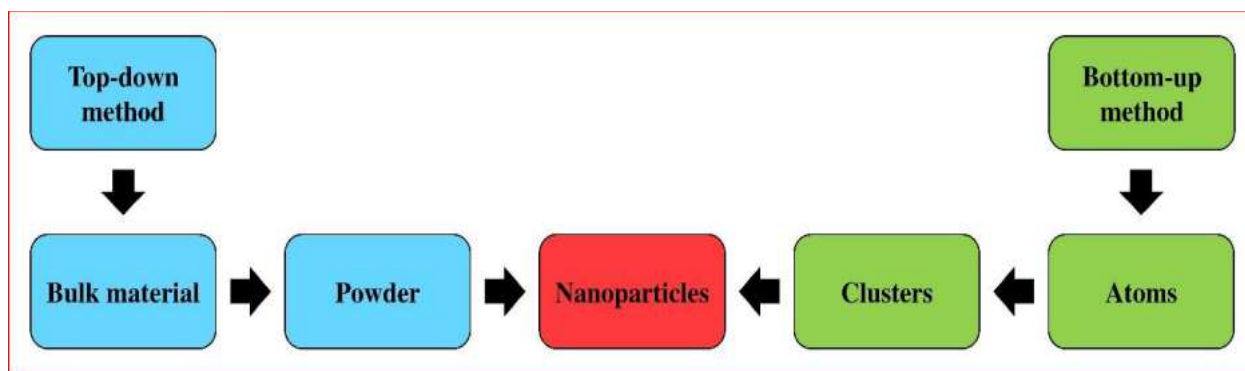 Top-down
method
Bottom-up
method
Bulk material
Powder
Nanoparticles
Clusters
Atoms